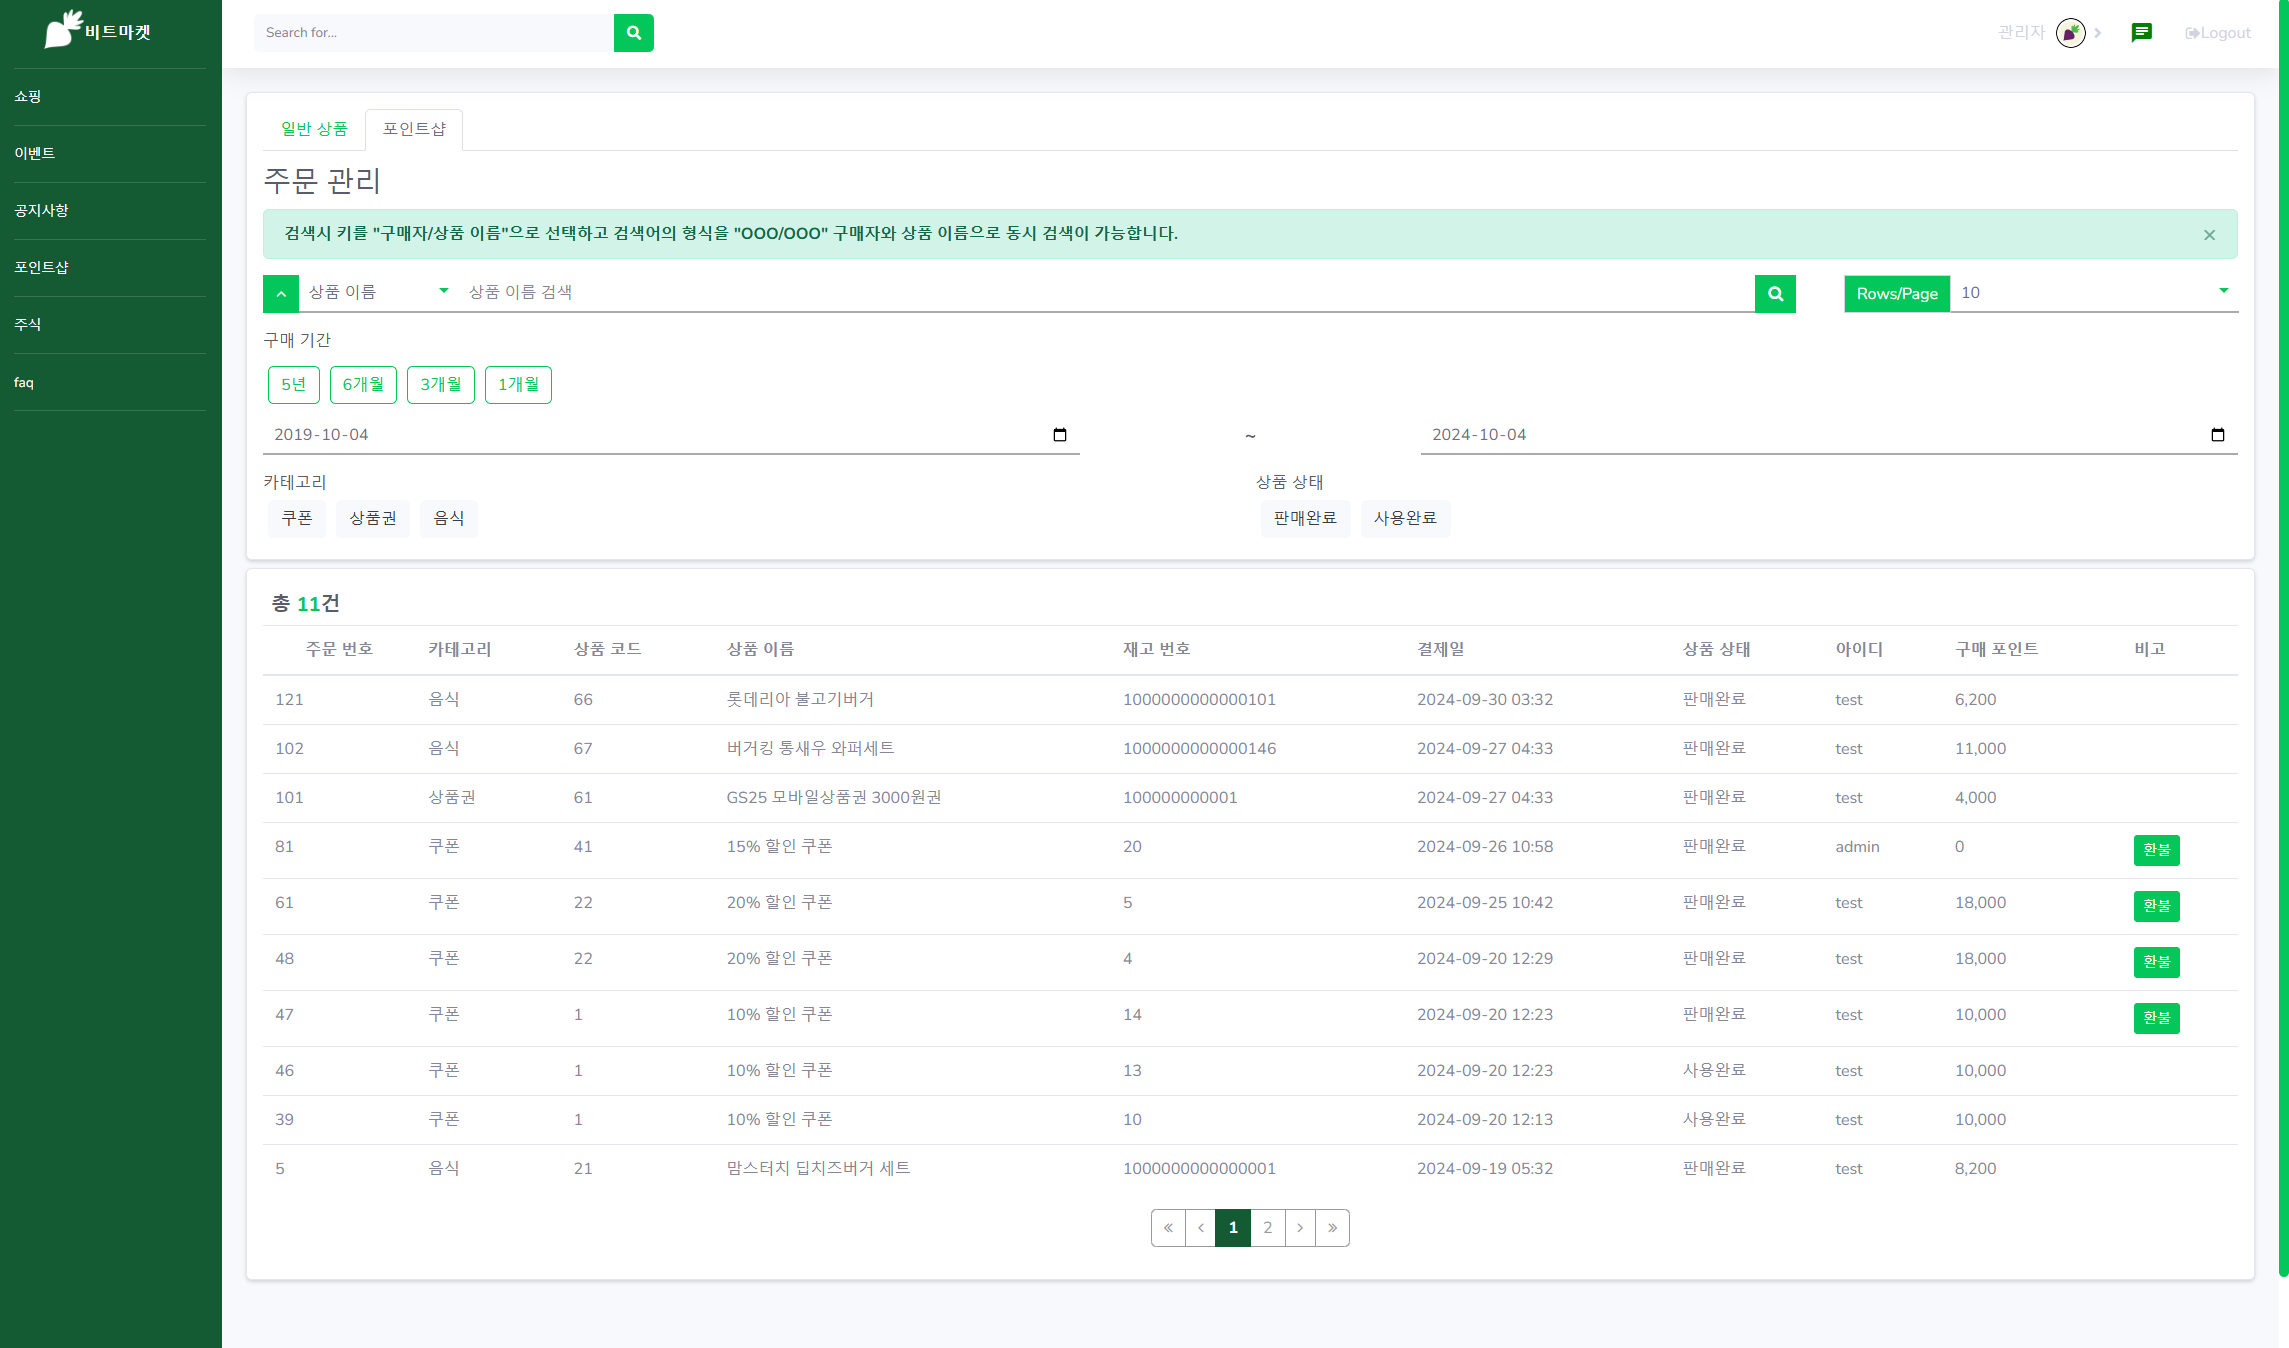 비트마켓
Search for...
관리자
Logout
쇼핑
이벤트
공지사항
포인트샵
주식
faq
일반 상품 포인트샵
주문 관리
검색시 키를 "구매자/상품 이름"으로 선택하고 검색어의 형식을 "OOO/OOO" 구매자와 상품 이름으로 동시 검색이 가능합니다. ×
상품 이름 상품 이름 검색 Rows/Page 10
구매 기간
5년 6개월 3개월 1개월
2019-10-04 ~ 2024-10-04
카테고리 상품 상태
쿠폰 상품권 음식 판매완료 사용완료
총 11건
주문 번호 카테고리 상품 코드 상품 이름 재고 번호 결제일 상품 상태 아이디 구매 포인트 비고
121 음식 66 롯데리아 불고기버거 1000000000000101 2024-09-30 03:32 판매완료 test 6,200
102 음식 67 버거킹 통새우 와퍼세트 1000000000000146 2024-09-27 04:33 판매완료 test 11,000
101 상품권 61 GS25 모바일상품권 3000원권 100000000001 2024-09-27 04:33 판매완료 test 4,000
81 쿠폰 41 15% 할인 쿠폰 20 2024-09-26 10:58 판매완료 admin 0 환불
61 쿠폰 22 20% 할인 쿠폰 5 2024-09-25 10:42 판매완료 test 18,000 환불
48 쿠폰 22 20% 할인 쿠폰 4 2024-09-20 12:29 판매완료 test 18,000 환불
47 쿠폰 1 10% 할인 쿠폰 14 2024-09-20 12:23 판매완료 test 10,000 환불
46 쿠폰 1 10% 할인 쿠폰 13 2024-09-20 12:23 사용완료 test 10,000
39 쿠폰 1 10% 할인 쿠폰 10 2024-09-20 12:13 사용완료 test 10,000
5 음식 21 맘스터치 딥치즈버거 세트 1000000000000001 2024-09-19 05:32 판매완료 test 8,200
« ‹ 1 2 › »